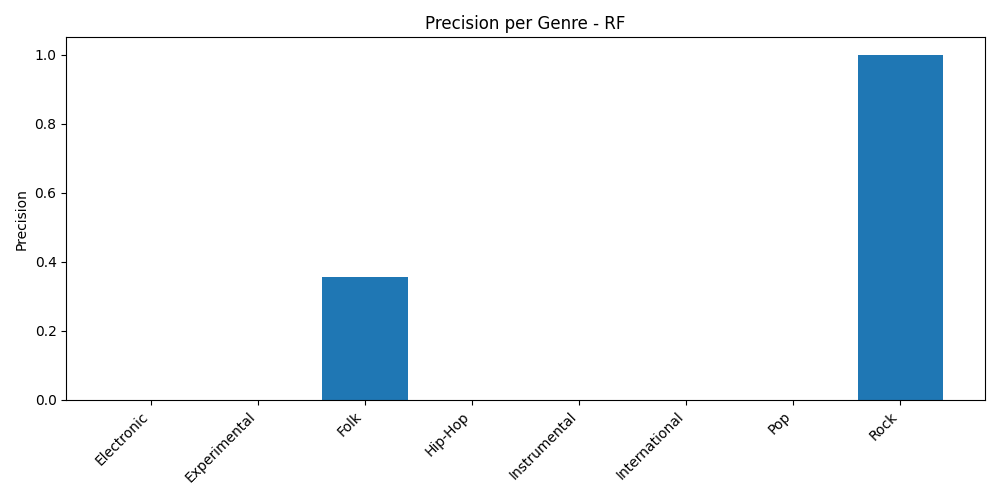 Precision per Genre - RF
1.0
0.8
0.6
0.4
0.2
0.0
Precision
Electronic
Experimental
Folk
Hip-Hop
Instrumental
International
Pop
Rock